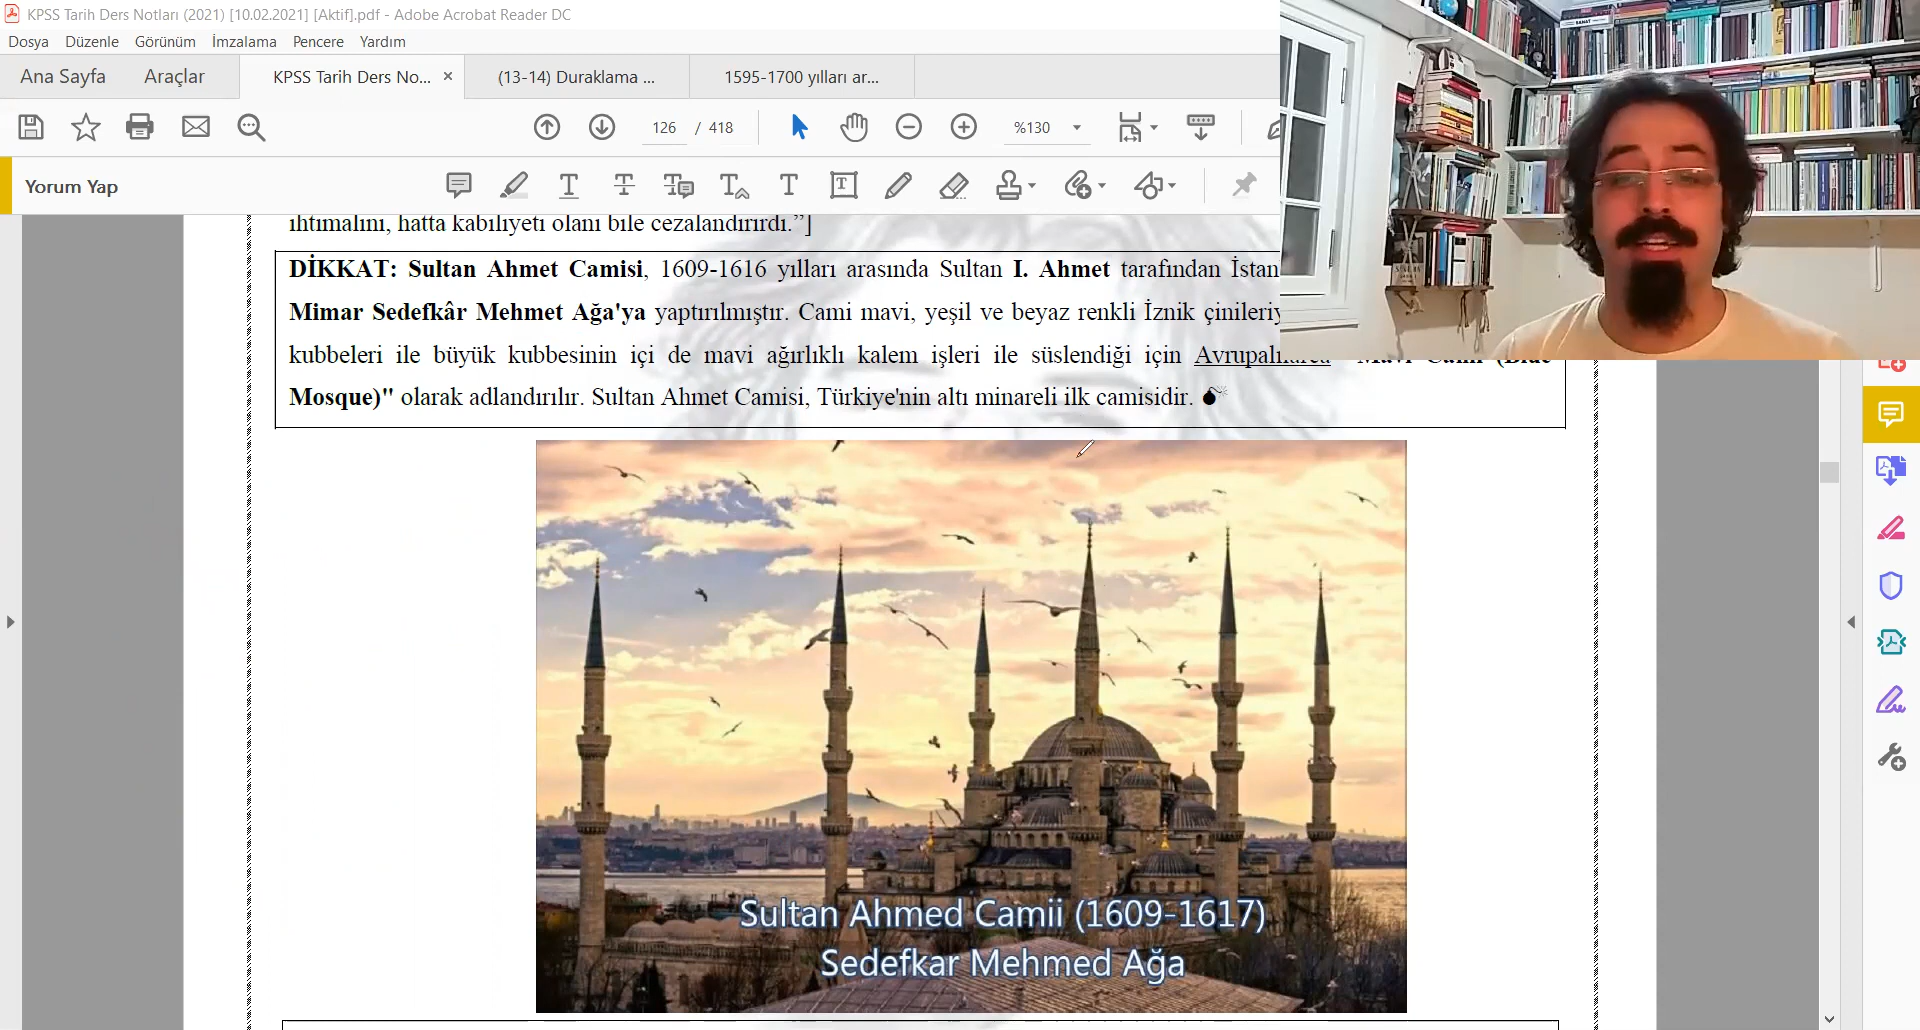 KPSS Tarih Ders Notları (2021) [10.02.2021] [Aktif].pdf - Adobe Acrobat Reader DC
Dosya Düzenle Görünüm İmzalama Pencere Yardım
Ana Sayfa Araçlar KPSS Tarih Ders No... × (13-14) Duraklama ... 1595-1700 yılları ar...
126 / 418 %130
Yorum Yap
ihtimalini, hatta kabiliyeti olanı bile cezalandırırdı.”]
DİKKAT: Sultan Ahmet Camisi, 1609-1616 yılları arasında Sultan I. Ahmet tarafından İstan
Mimar Sedefkâr Mehmet Ağa'ya yaptırılmıştır. Cami mavi, yeşil ve beyaz renkli İznik çinileriy
kubbeleri ile büyük kubbesinin içi de mavi ağırlıklı kalem işleri ile süslendiği için Avrupalılarca "Mavi Cami (Blue
Mosque)" olarak adlandırılır. Sultan Ahmet Camisi, Türkiye'nin altı minareli ilk camisidir.
Sultan Ahmed Camii (1609-1617)
Sedefkar Mehmed Ağa